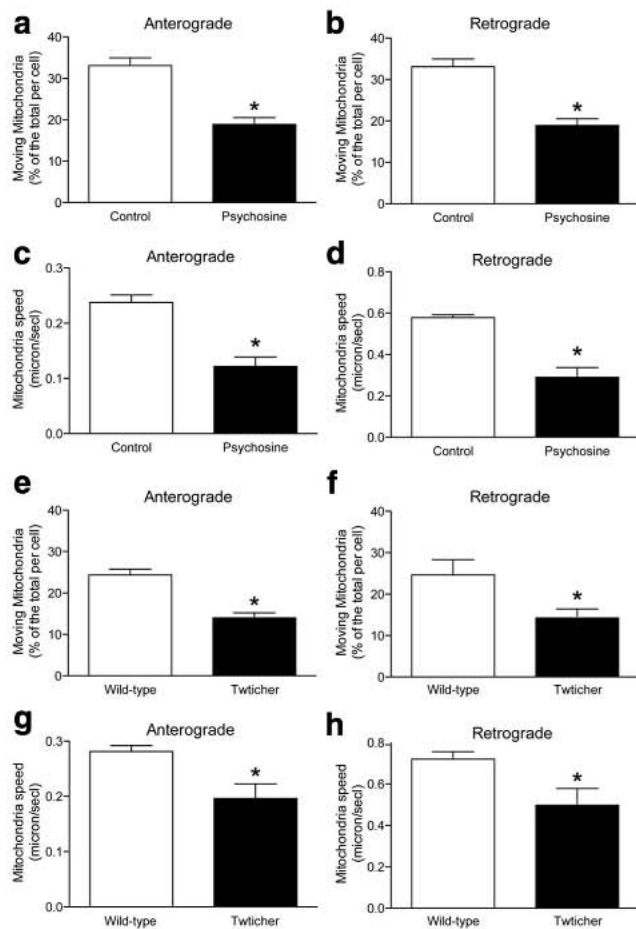 a
Anterograde
Moving Mitochondria
(% of the total per cell)
40
30
20
10
0
*
Control
Psychosine
b
Retrograde
Moving Mitochondria
(% of the total per cell)
40
30
20
10
0
*
Control
Psychosine
c
Anterograde
Mitochondria speed
(micron/secl)
0.3
0.2
0.1
0.0
*
Control
Psychosine
d
Retrograde
Mitochondria speed
(micron/secl)
0.8
0.6
0.4
0.2
0.0
*
Control
Psychosine
e
Anterograde
Moving Mitochondria
(% of the total per cell)
40
30
20
10
0
*
Wild-type
Twticher
f
Retrograde
Moving Mitochondria
(% of the total per cell)
40
30
20
10
0
*
Wild-type
Twticher
g
Anterograde
Mitochondria speed
(micron/secl)
0.3
0.2
0.1
0.0
*
Wild-type
Twticher
h
Retrograde
Mitochondria speed
(micron/secl)
0.8
0.6
0.4
0.2
0.0
*
Wild-type
Twticher